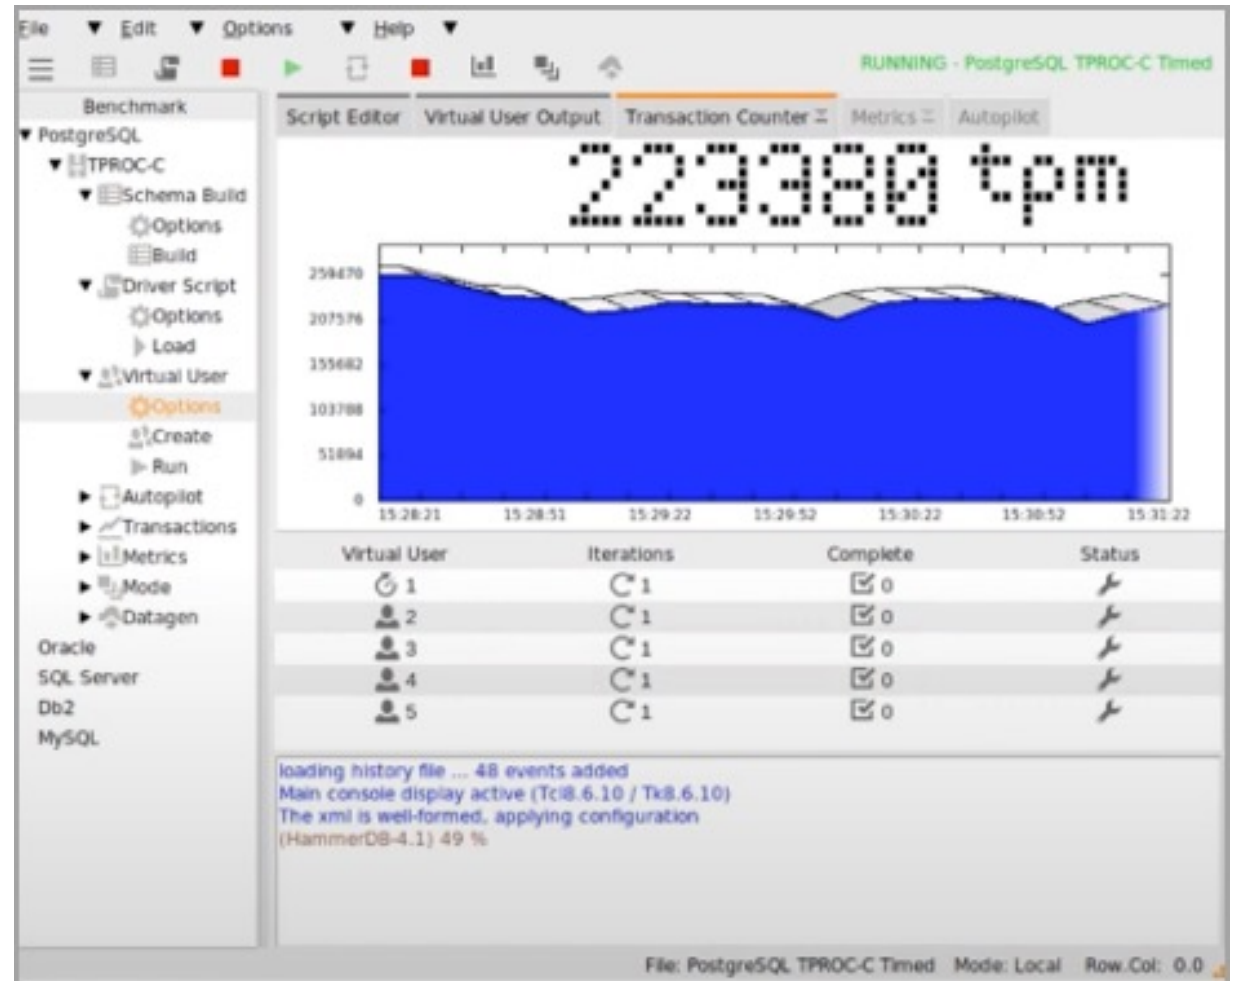 File Edit Options Help
RUNNING - PostgreSQL TPROC-C Timed
Benchmark
PostgreSQL
TPROC-C
Schema Build
Options
Build
Driver Script
Options
Load
Virtual User
Options
Create
Run
Autopilot
Transactions
Metrics
Mode
Datagen
Oracle
SQL Server
Db2
MySQL
Script Editor Virtual User Output Transaction Counter Metrics Autopilot
223380 tpm
259470
207576
155682
103788
51894
0
15:28:21 15:28:51 15:29:22 15:29:52 15:30:22 15:30:52 15:31:22
Virtual User Iterations Complete Status
1 1 0
2 1 0
3 1 0
4 1 0
5 1 0
loading history file ... 48 events added
Main console display active (Tcl8.6.10 / Tk8.6.10)
The xml is well-formed, applying configuration
(HammerDB-4.1) 49 %
File: PostgreSQL TPROC-C Timed Mode: Local Row.Col: 0.0